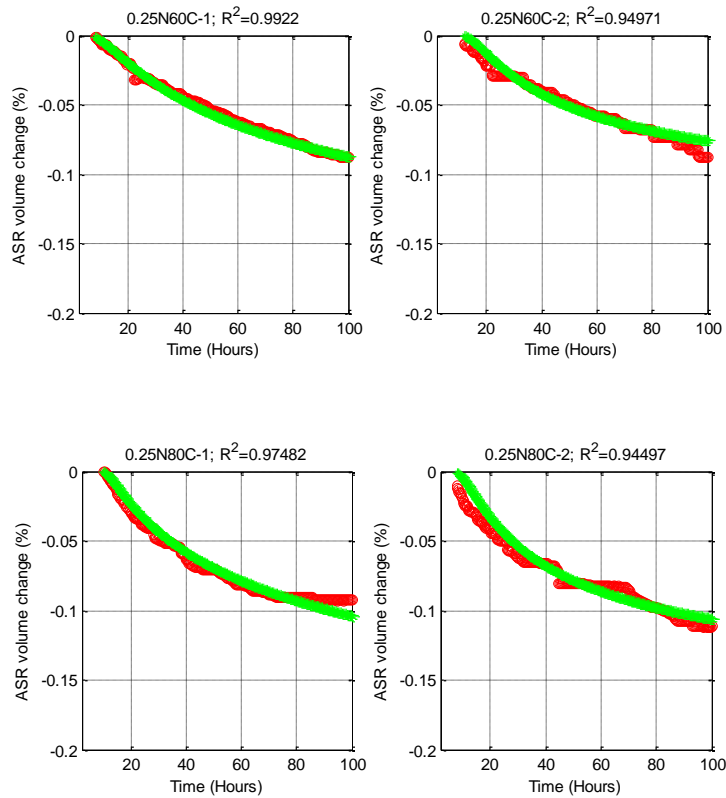 0.25N60C-1; R²=0.9922
0
-0.05
-0.1
-0.15
-0.2
20 40 60 80 100
ASR volume change (%)
Time (Hours)
0.25N60C-2; R²=0.94971
0
-0.05
-0.1
-0.15
-0.2
20 40 60 80 100
ASR volume change (%)
Time (Hours)
0.25N80C-1; R²=0.97482
0
-0.05
-0.1
-0.15
-0.2
20 40 60 80 100
ASR volume change (%)
Time (Hours)
0.25N80C-2; R²=0.94497
0
-0.05
-0.1
-0.15
-0.2
20 40 60 80 100
ASR volume change (%)
Time (Hours)